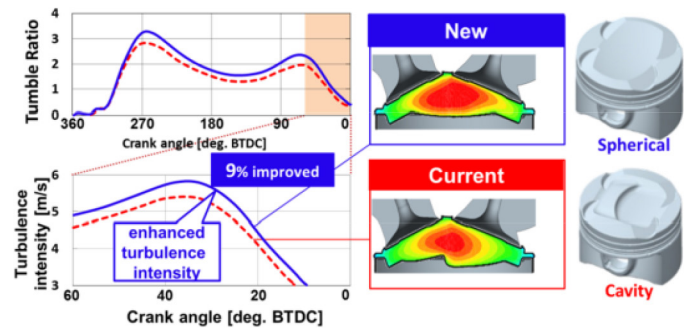 4
3
2
1
0
Tumble Ratio
360
270
180
90
0
Crank angle [deg. BTDC]
New
Spherical
6
5
4
3
Turbulence
intensity [m/s]
9% improved
enhanced
turbulence
intensity
60
40
20
0
Crank angle [deg. BTDC]
Current
Cavity